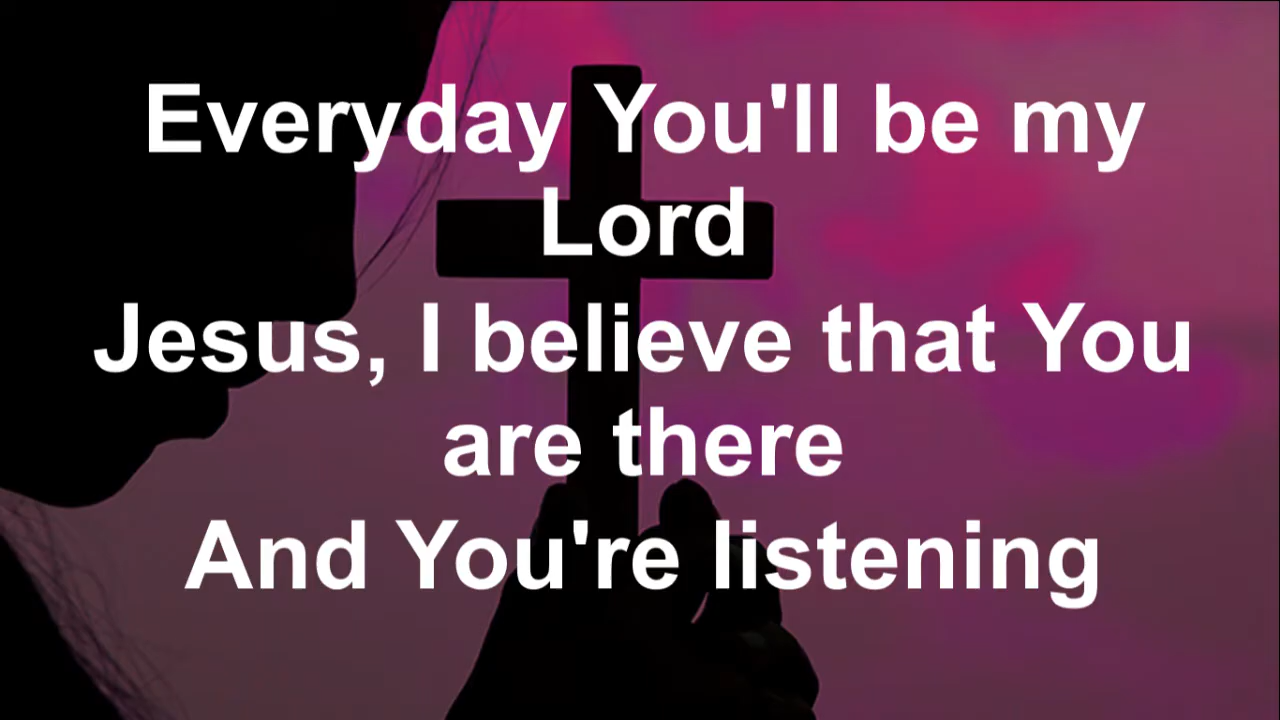 Everyday You'll be my
Lord
Jesus, I believe that You
are there
And You're listening